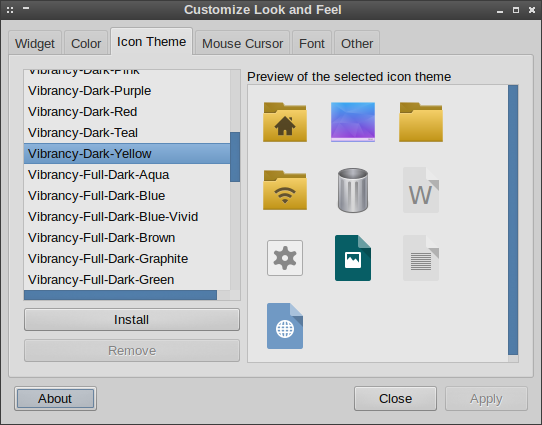 Customize Look and Feel
Widget Color Icon Theme Mouse Cursor Font Other
Vibrancy-Dark-Pink
Vibrancy-Dark-Purple
Vibrancy-Dark-Red
Vibrancy-Dark-Teal
Vibrancy-Dark-Yellow
Vibrancy-Full-Dark-Aqua
Vibrancy-Full-Dark-Blue
Vibrancy-Full-Dark-Blue-Vivid
Vibrancy-Full-Dark-Brown
Vibrancy-Full-Dark-Graphite
Vibrancy-Full-Dark-Green
Install
Remove
Preview of the selected icon theme
W
About
Close
Apply